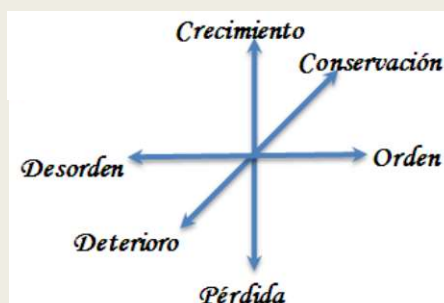 Crecimiento
Conservación
Desorden
Orden
Deterioro
Pérdida